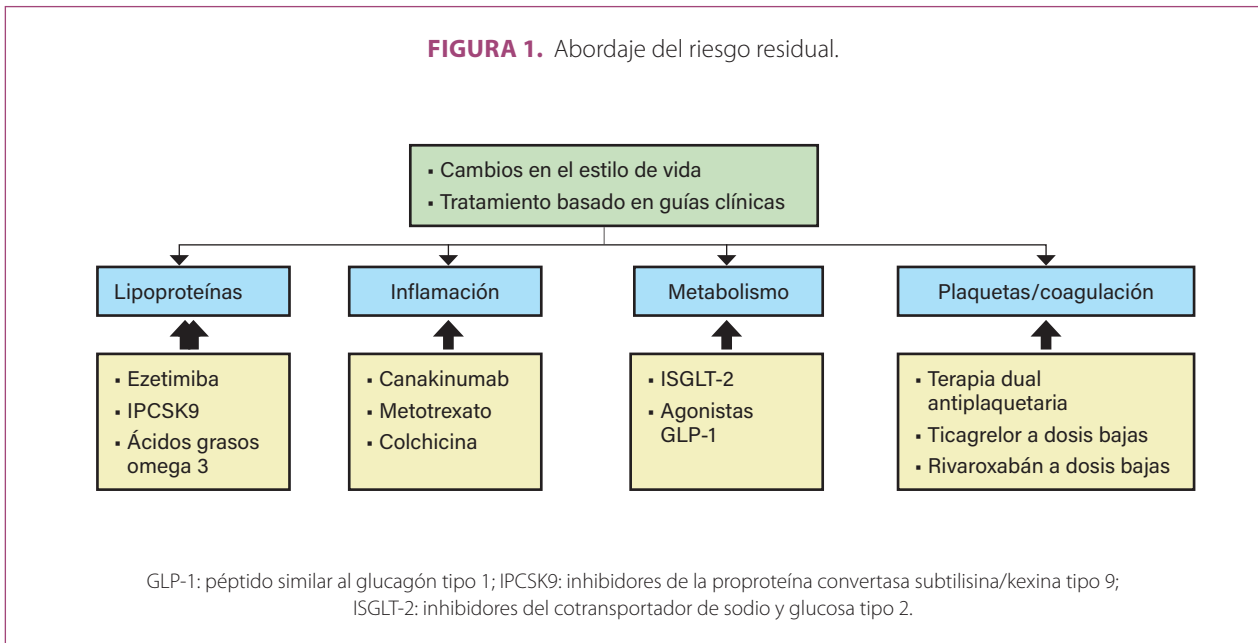 FIGURA 1. Abordaje del riesgo residual.
▪ Cambios en el estilo de vida
▪ Tratamiento basado en guías clínicas
Lipoproteínas
Inflamación
Metabolismo
Plaquetas/coagulación
▪ Ezetimiba
▪ IPCSK9
▪ Ácidos grasos
omega 3
▪ Canakinumab
▪ Metotrexato
▪ Colchicina
▪ ISGLT-2
▪ Agonistas
GLP-1
▪ Terapia dual
antiplaquetaria
▪ Ticagrelor a dosis bajas
▪ Rivaroxabán a dosis bajas
GLP-1: péptido similar al glucagón tipo 1; IPCSK9: inhibidores de la proproteína convertasa subtilisina/kexina tipo 9;
ISGLT-2: inhibidores del cotransportador de sodio y glucosa tipo 2.